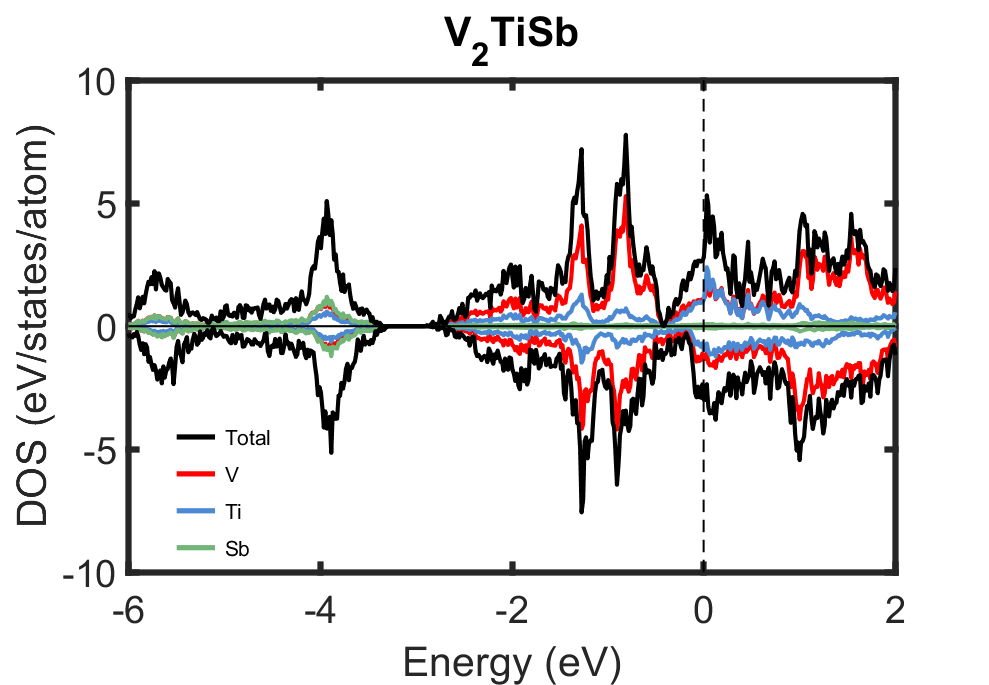 V₂TiSb
10
5
0
-5
-10
DOS (eV/states/atom)
Total
V
Ti
Sb
-6 -4 -2 0 2
Energy (eV)